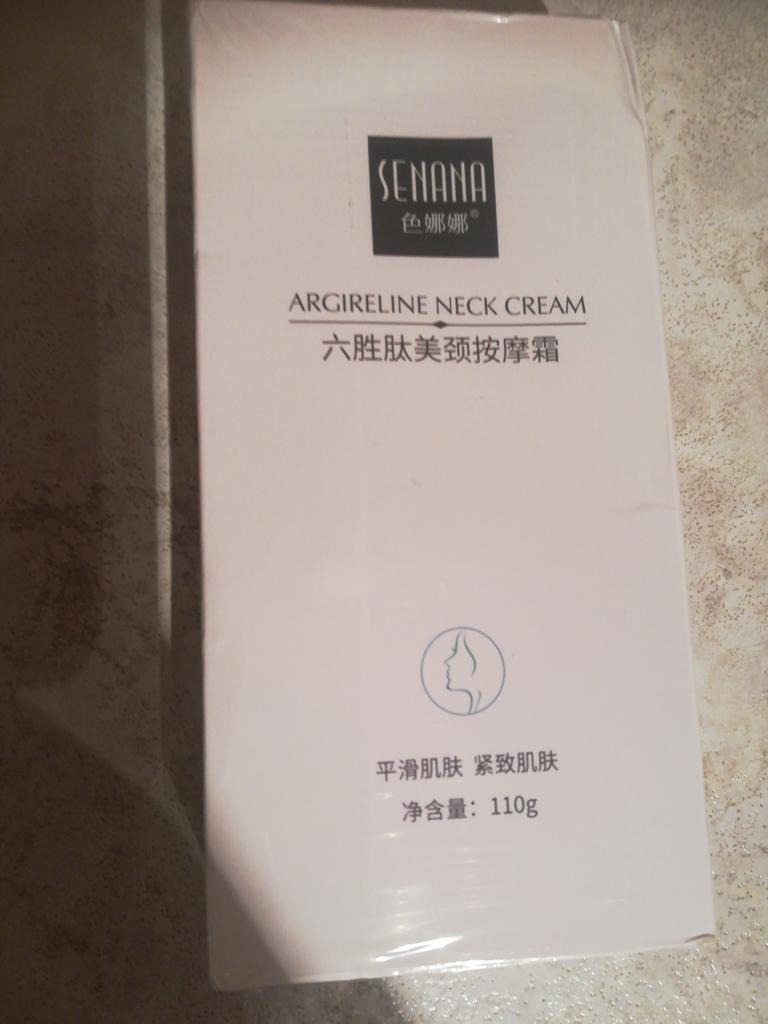 SENANA
色娜娜®
ARGIRELINE NECK CREAM
六胜肽美颈按摩霜
平滑肌肤 紧致肌肤
净含量：110g